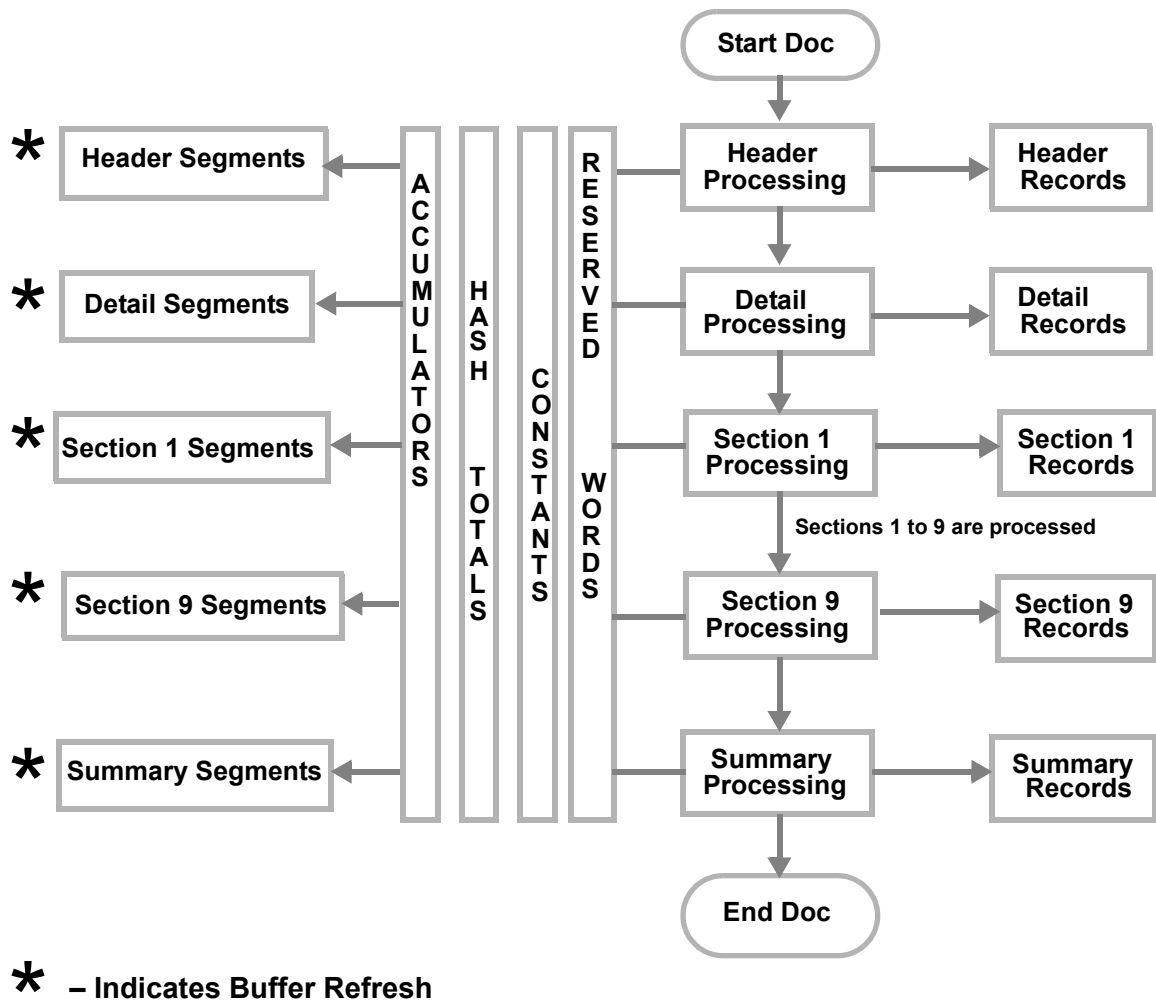 Start Doc
*
Header Segments
Header
Processing
Header
Records
*
Detail Segments
Detail
Processing
Detail
Records
*
Section 1 Segments
Section 1
Processing
Section 1
Records
Sections 1 to 9 are processed
*
Section 9 Segments
Section 9
Processing
Section 9
Records
*
Summary Segments
Summary
Processing
Summary
Records
ACCUMULATORS
HASH TOTALS
CONSTANTS
RESERVED WORDS
End Doc
* – Indicates Buffer Refresh